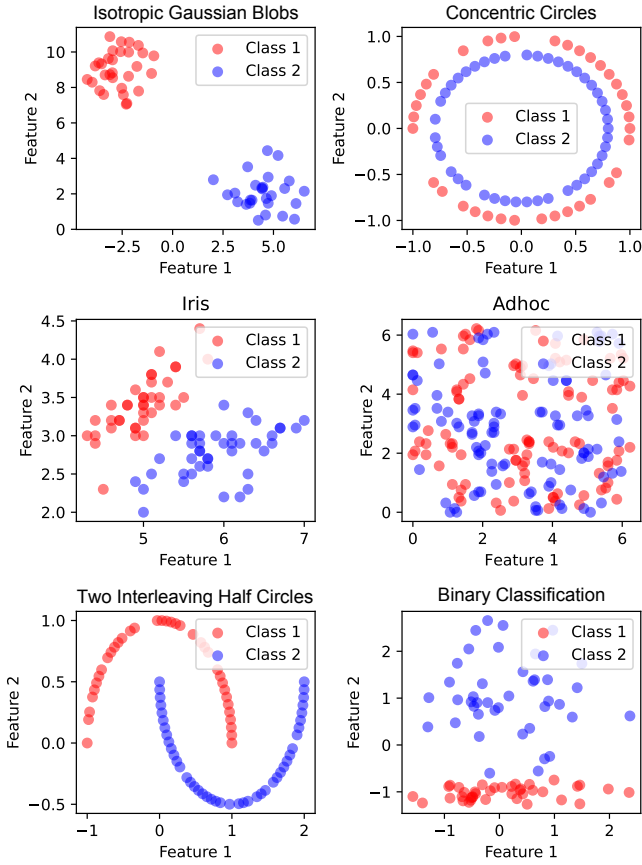 Isotropic Gaussian Blobs
10
8
6
4
2
0
Feature 2
−2.5 0.0 2.5 5.0
Feature 1
Class 1
Class 2
Concentric Circles
1.0
0.5
0.0
−0.5
−1.0
Feature 2
−1.0 −0.5 0.0 0.5 1.0
Feature 1
Class 1
Class 2
Iris
4.5
4.0
3.5
3.0
2.5
2.0
Feature 2
5 6 7
Feature 1
Class 1
Class 2
Adhoc
6
4
2
0
Feature 2
0 2 4 6
Feature 1
Class 1
Class 2
Two Interleaving Half Circles
1.0
0.5
0.0
−0.5
Feature 2
−1 0 1 2
Feature 1
Class 1
Class 2
Binary Classification
2
1
0
−1
Feature 2
−1 0 1 2
Feature 1
Class 1
Class 2